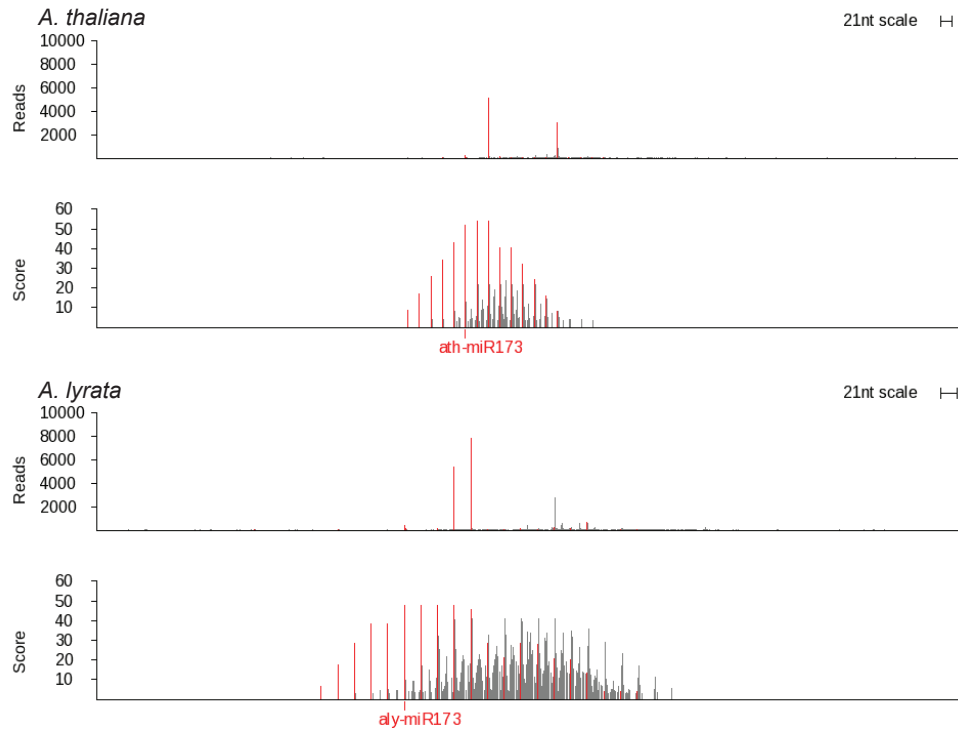 A. thaliana
21nt scale
10000
8000
6000
4000
2000
Reads
60
50
40
30
20
10
Score
ath-miR173
A. lyrata
21nt scale
10000
8000
6000
4000
2000
Reads
60
50
40
30
20
10
Score
aly-miR173